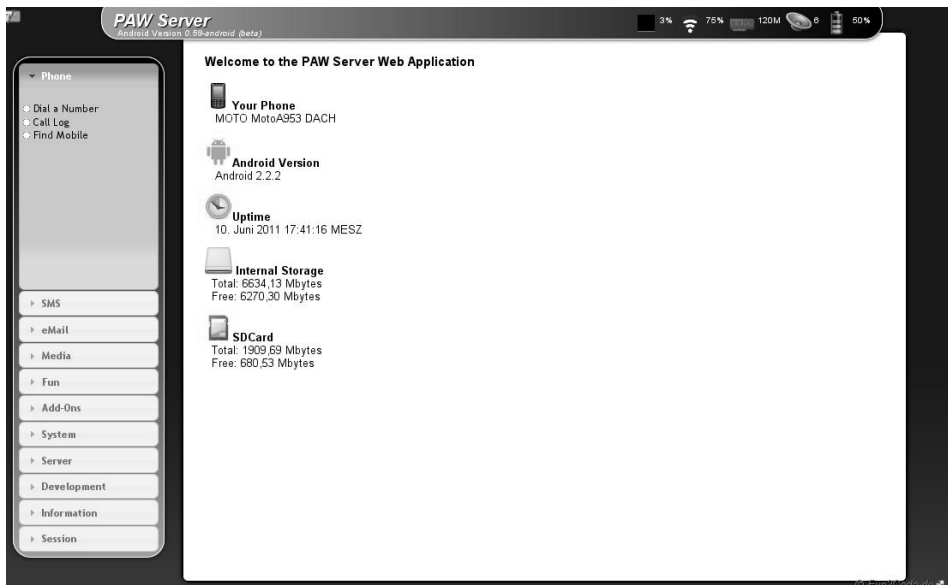 PAW Server
Android Version 0.59-android (beta)
3% 75% 120M 6 50%
Phone
Dial a Number
Call Log
Find Mobile
SMS
eMail
Media
Fun
Add-Ons
System
Server
Development
Information
Session
Welcome to the PAW Server Web Application
Your Phone
MOTO MotoA953 DACH
Android Version
Android 2.2.2
Uptime
10. Juni 2011 17:41:16 MESZ
Internal Storage
Total: 6634,13 Mbytes
Free: 6270,30 Mbytes
SDCard
Total: 1909,69 Mbytes
Free: 680,53 Mbytes